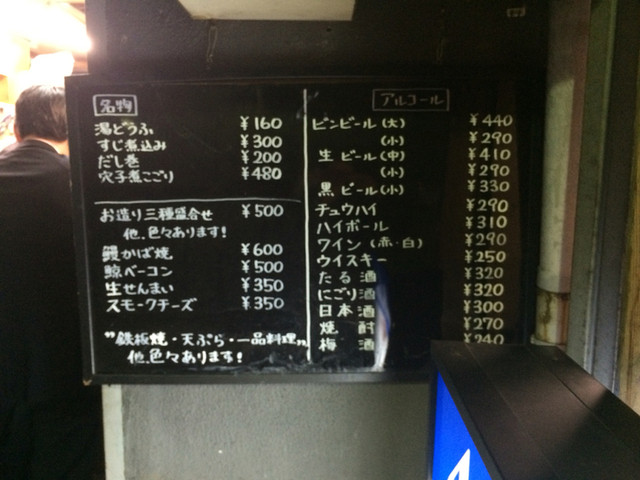 名物
湯どうふ ¥160
すじ煮込み ¥300
だし巻 ¥200
穴子煮こごり ¥480
お造り三種盛合せ ¥500
他、色々あります!
鰻かば焼 ¥600
鯨ベーコン ¥500
生せんまい ¥350
スモークチーズ ¥350
"鉄板焼・天ぷら・一品料理"
他、色々あります!
アルコール
ビンビール(大) ¥440
(小) ¥290
生ビール(中) ¥410
(小) ¥290
黒ビール(小) ¥330
チュウハイ ¥290
ハイボール ¥310
ワイン(赤・白) ¥290
ウイスキー ¥250
たる酒 ¥320
にごり酒 ¥320
日本酒 ¥300
焼酎 ¥270
梅酒 ¥240